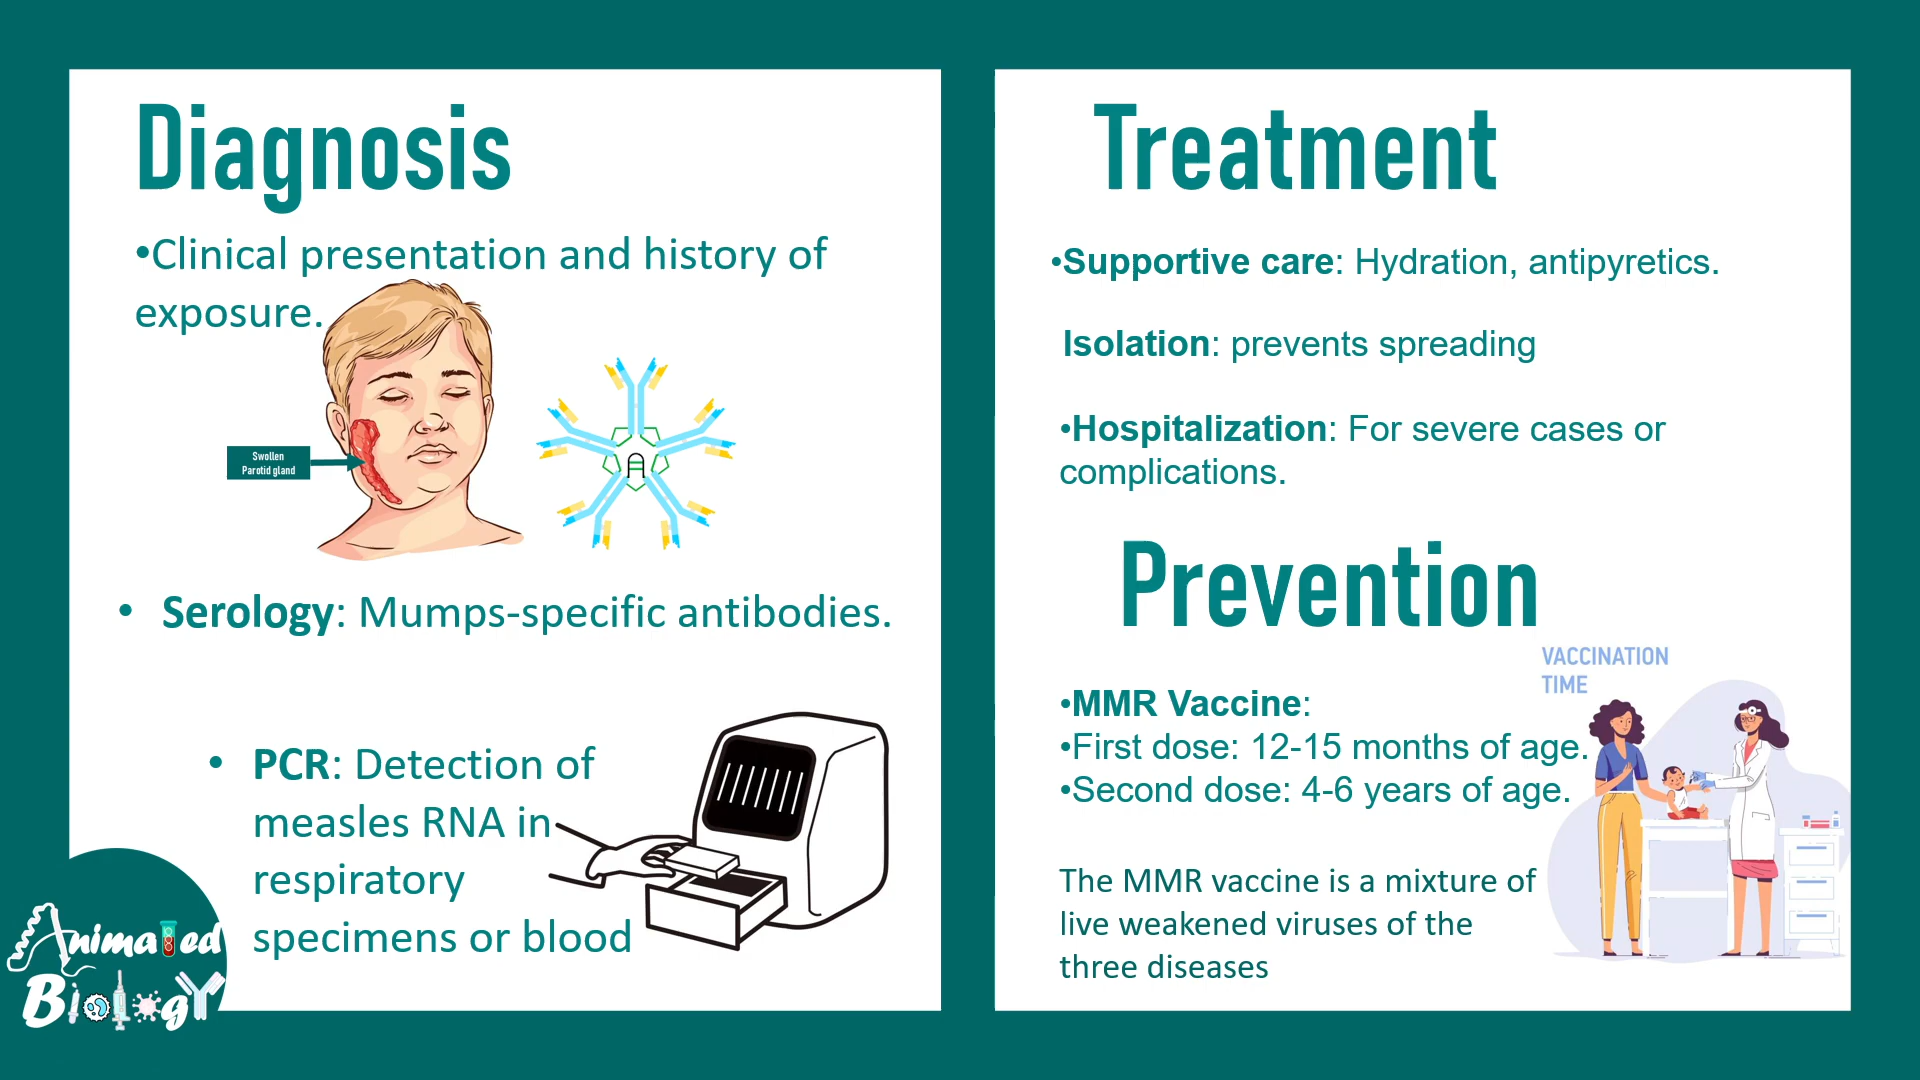 Diagnosis
•Clinical presentation and history of
exposure.
Swollen
Parotid gland
• Serology: Mumps-specific antibodies.
• PCR: Detection of
measles RNA in
respiratory
specimens or blood
Animated
Biology
Treatment
•Supportive care: Hydration, antipyretics.
Isolation: prevents spreading
•Hospitalization: For severe cases or
complications.
Prevention
VACCINATION
TIME
•MMR Vaccine:
•First dose: 12-15 months of age.
•Second dose: 4-6 years of age.
The MMR vaccine is a mixture of
live weakened viruses of the
three diseases